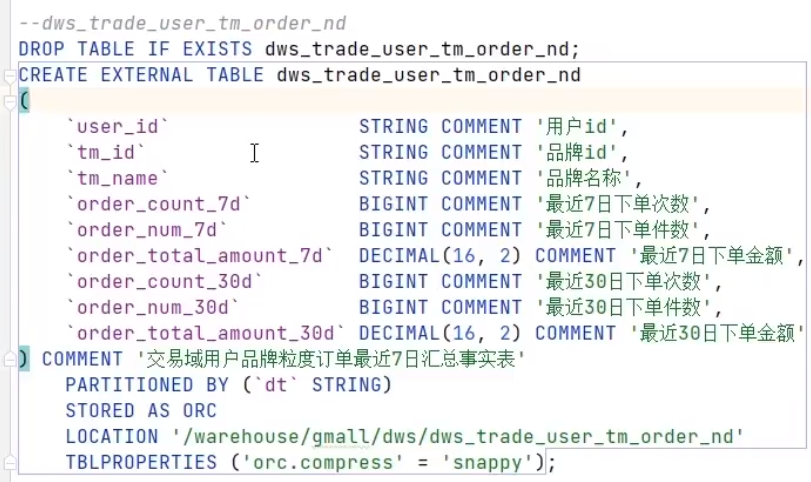 --dws_trade_user_tm_order_nd
DROP TABLE IF EXISTS dws_trade_user_tm_order_nd;
CREATE EXTERNAL TABLE dws_trade_user_tm_order_nd
(
`user_id` STRING COMMENT '用户id',
`tm_id` STRING COMMENT '品牌id',
`tm_name` STRING COMMENT '品牌名称',
`order_count_7d` BIGINT COMMENT '最近7日下单次数',
`order_num_7d` BIGINT COMMENT '最近7日下单件数',
`order_total_amount_7d` DECIMAL(16, 2) COMMENT '最近7日下单金额',
`order_count_30d` BIGINT COMMENT '最近30日下单次数',
`order_num_30d` BIGINT COMMENT '最近30日下单件数',
`order_total_amount_30d` DECIMAL(16, 2) COMMENT '最近30日下单金额'
) COMMENT '交易域用户品牌粒度订单最近7日汇总事实表'
PARTITIONED BY (`dt` STRING)
STORED AS ORC
LOCATION '/warehouse/gmall/dws/dws_trade_user_tm_order_nd'
TBLPROPERTIES ('orc.compress' = 'snappy');